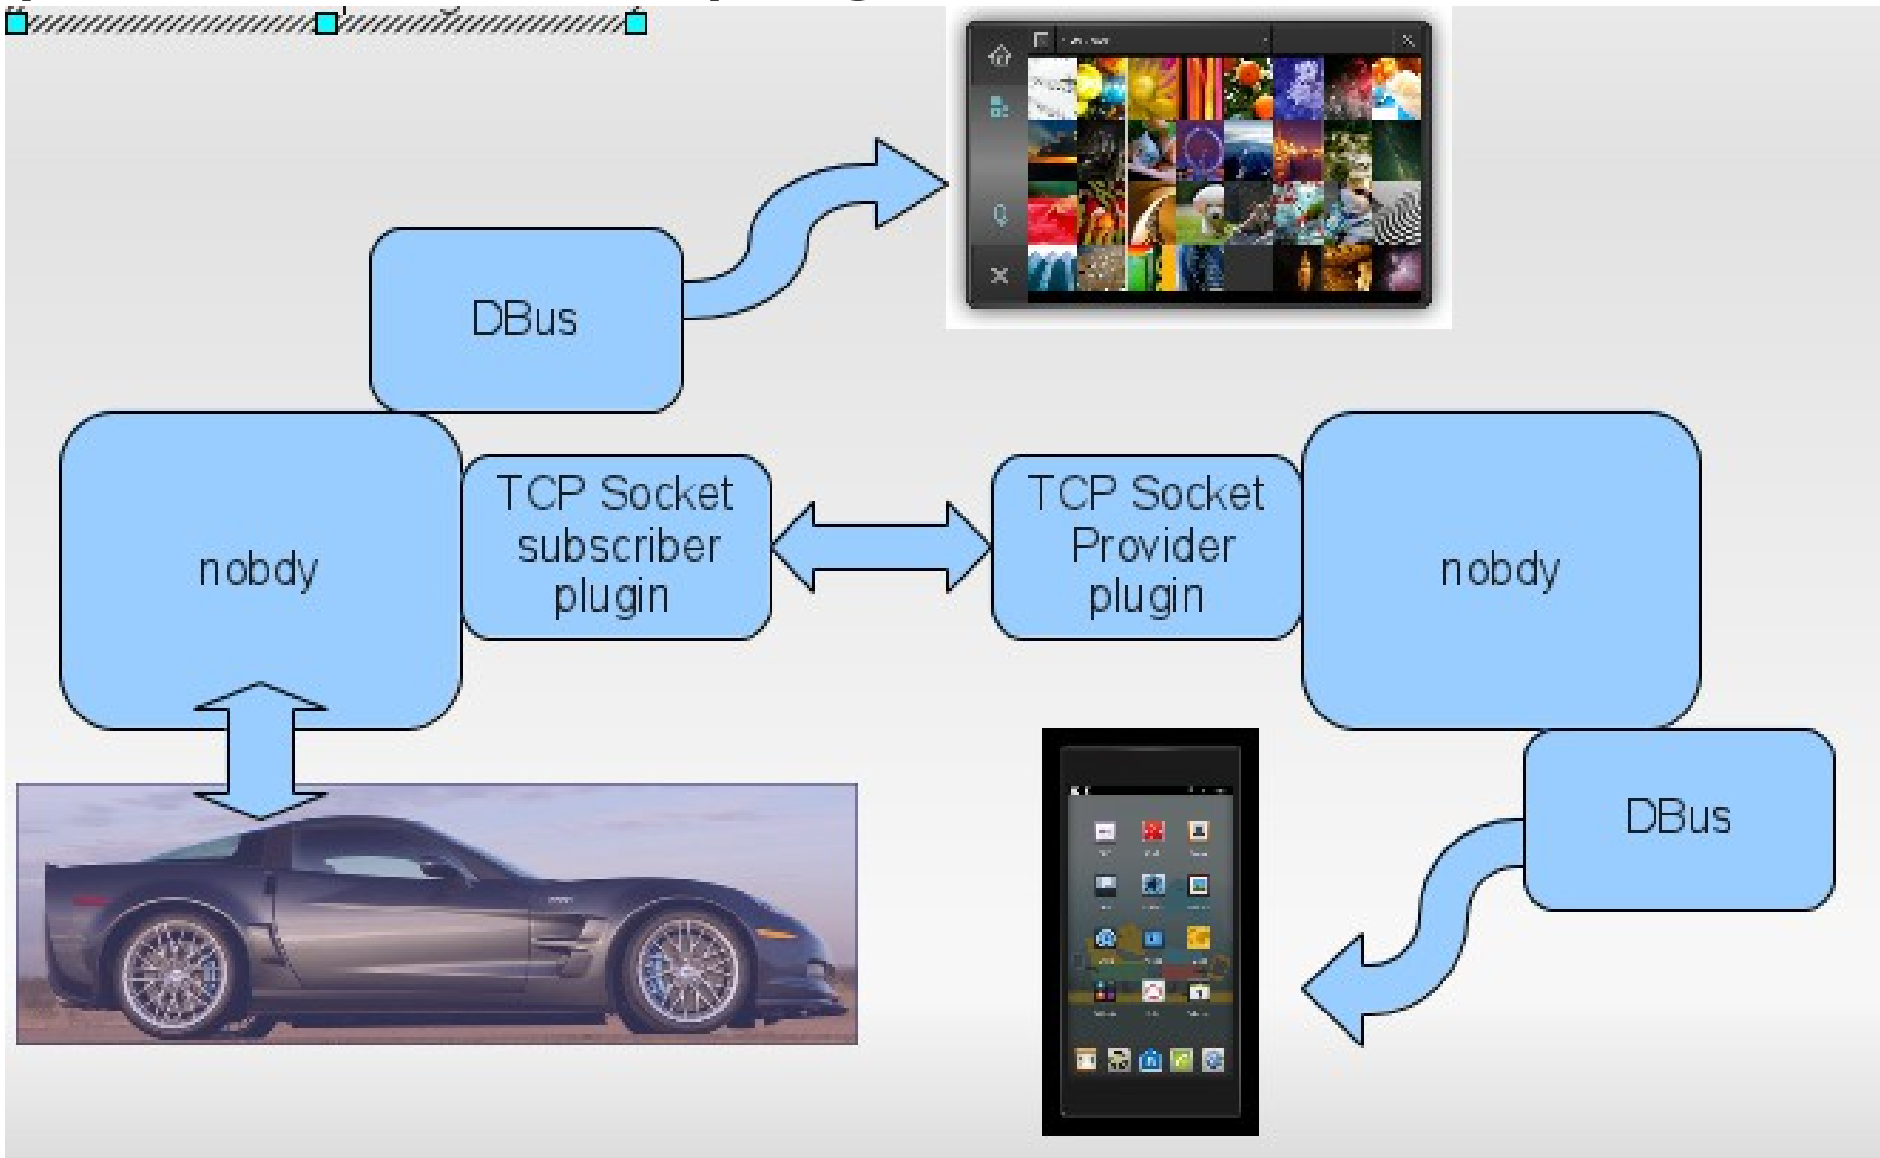 DBus
nobdy
TCP Socket
subscriber
plugin
TCP Socket
Provider
plugin
nobdy
DBus